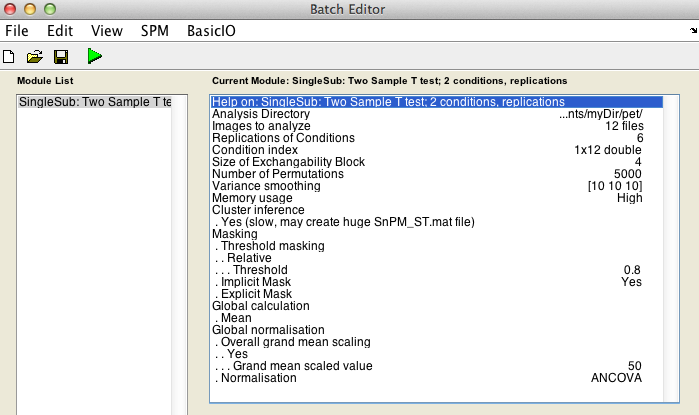 Batch Editor
File Edit View SPM BasicIO
Module List
Current Module: SingleSub: Two Sample T test; 2 conditions, replications
SingleSub: Two Sample T te
Help on: SingleSub: Two Sample T test; 2 conditions, replications
Analysis Directory ...nts/myDir/pet/
Images to analyze 12 files
Replications of Conditions 6
Condition index 1x12 double
Size of Exchangability Block 4
Number of Permutations 5000
Variance smoothing [10 10 10]
Memory usage High
Cluster inference
. Yes (slow, may create huge SnPM_ST.mat file)
Masking
. Threshold masking
. . Relative
. . . Threshold 0.8
. Implicit Mask Yes
. Explicit Mask
Global calculation
. Mean
Global normalisation
. Overall grand mean scaling
. . Yes
. . . Grand mean scaled value 50
. Normalisation ANCOVA